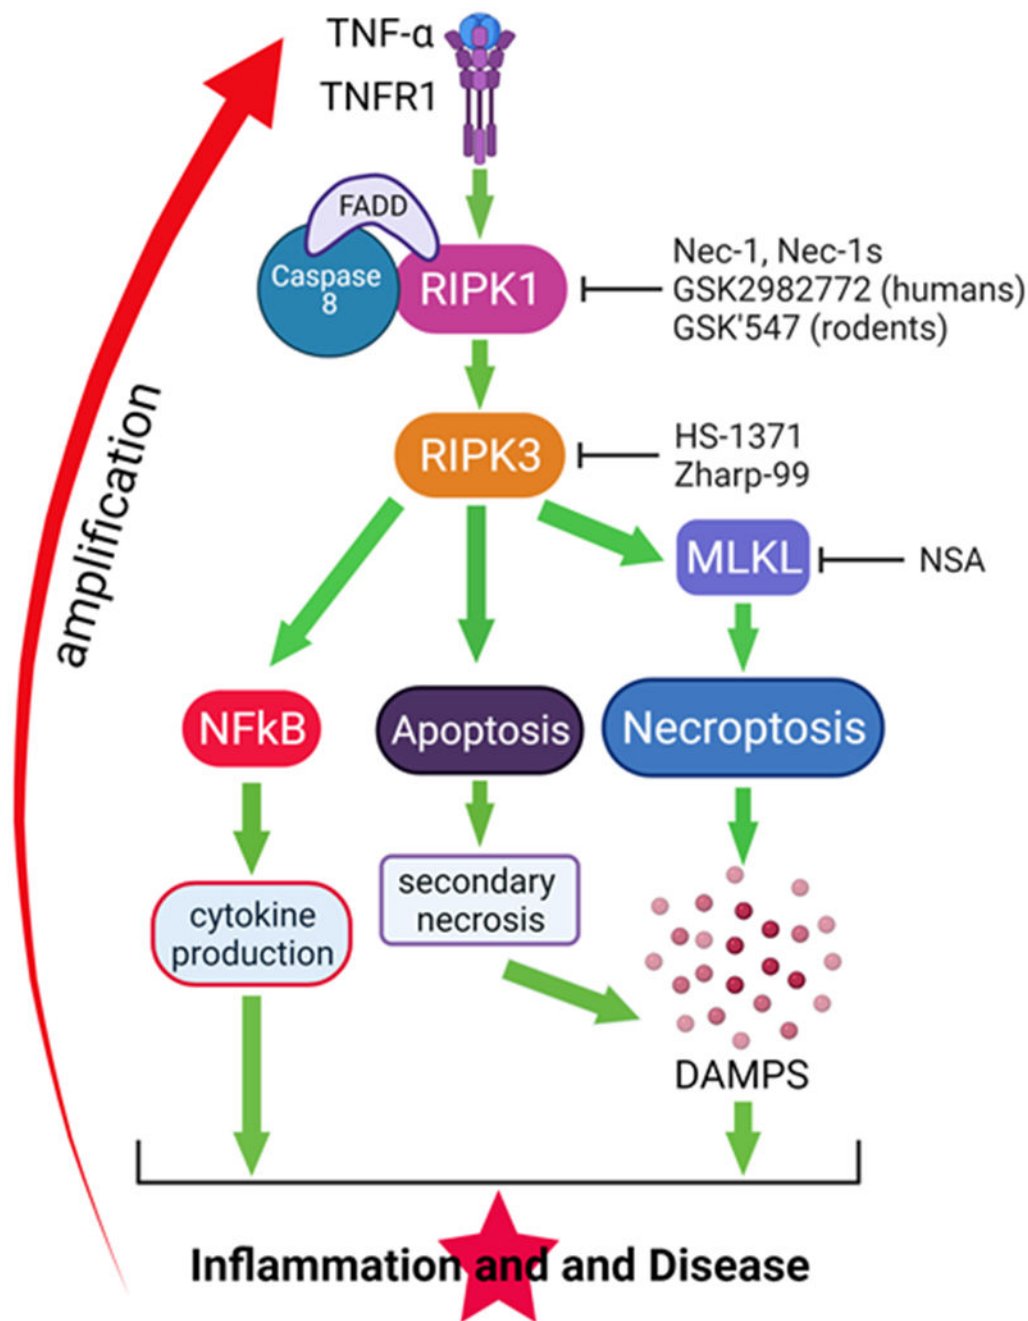 TNF-α
TNFR1
FADD
Caspase
8
RIPK1
Nec-1, Nec-1s
GSK2982772 (humans)
GSK'547 (rodents)
RIPK3
HS-1371
Zharp-99
amplification
MLKL
NSA
NFkB
Apoptosis
Necroptosis
cytokine
production
secondary
necrosis
DAMPS
Inflammation and and Disease